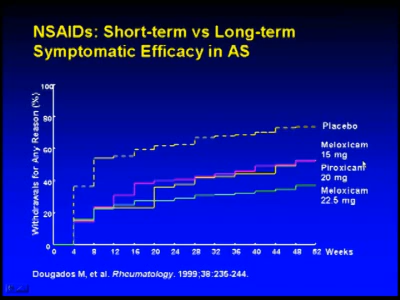 NSAIDs: Short-term vs Long-term
Symptomatic Efficacy in AS
Withdrawals for Any Reason (%)
100
80
60
40
20
0
0 4 8 12 16 20 24 28 32 36 40 44 48 52 Weeks
Placebo
Meloxicam
15 mg
Piroxicam
20 mg
Meloxicam
22.5 mg
Dougados M, et al. Rheumatology. 1999;38:235-244.